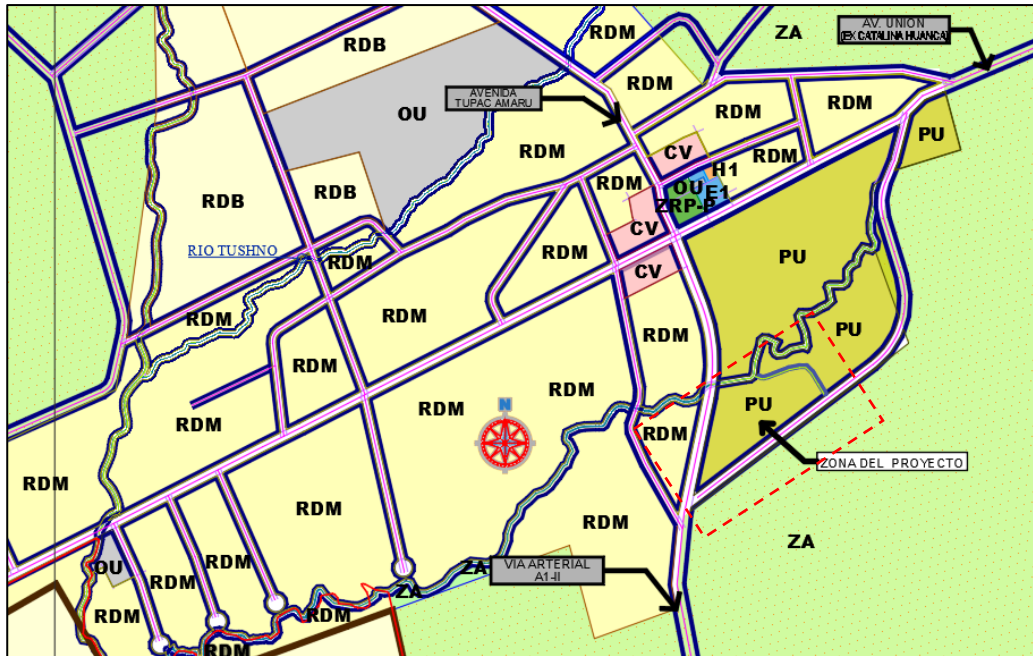 RDB
RDM
ZA
AV. UNION
(EX CATALINA HUANCA)
AVENIDA
TUPAC AMARU
OU
RDM
RDM
RDM
PU
CV
RDM
H1
RDM
RDB
RDB
RDM
OU
E1
ZRP-P
CV
RIO TUSHNO
RDM
RDM
CV
PU
RDM
RDM
RDM
PU
RDM
RDM
RDM
N
PU
RDM
RDM
ZONA DEL PROYECTO
RDM
RDM
RDM
RDM
ZA
OU
RDM
ZA
VIA ARTERIAL
A1-II
ZA
RDM
RDM